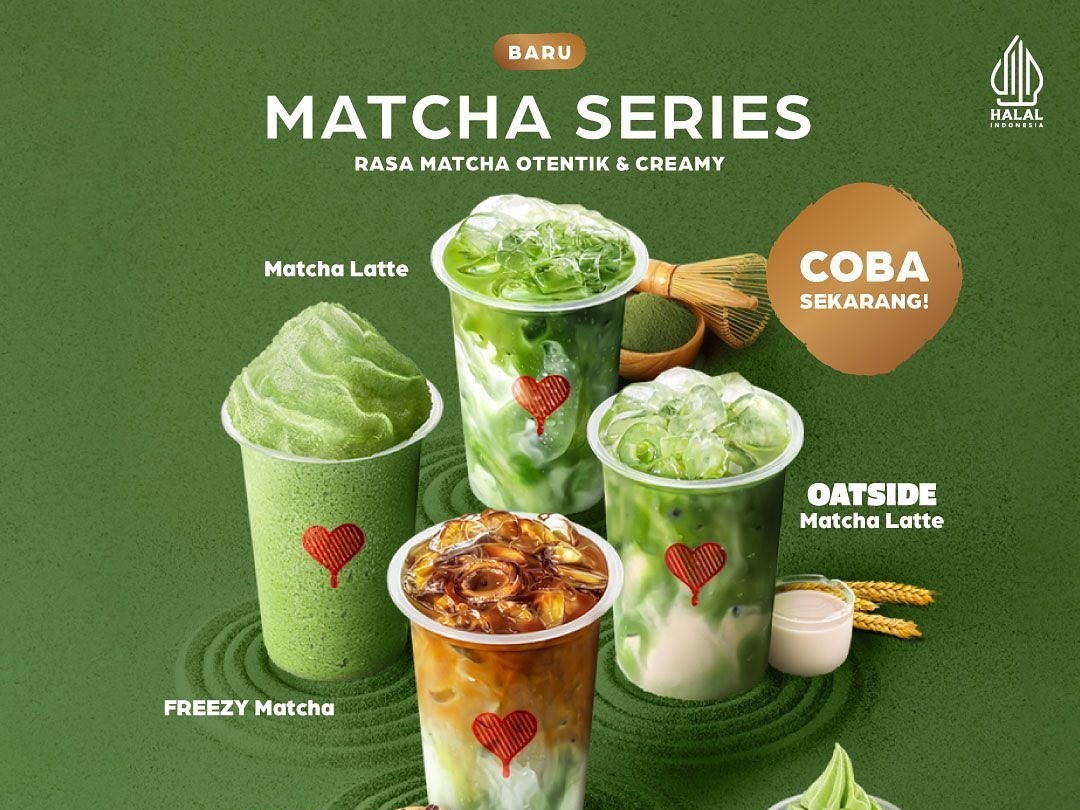 BARU
MATCHA SERIES
RASA MATCHA OTENTIK & CREAMY
HALAL
INDONESIA
Matcha Latte
COBA
SEKARANG!
OATSIDE
Matcha Latte
FREEZY Matcha